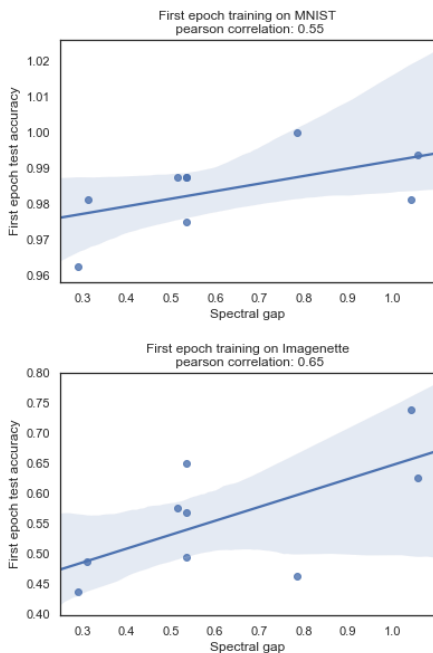 First epoch training on MNIST
pearson correlation: 0.55
1.02
1.01
1.00
0.99
0.98
0.97
0.96
First epoch test accuracy
0.3 0.4 0.5 0.6 0.7 0.8 0.9 1.0
Spectral gap
First epoch training on Imagenette
pearson correlation: 0.65
0.80
0.75
0.70
0.65
0.60
0.55
0.50
0.45
0.40
First epoch test accuracy
0.3 0.4 0.5 0.6 0.7 0.8 0.9 1.0
Spectral gap